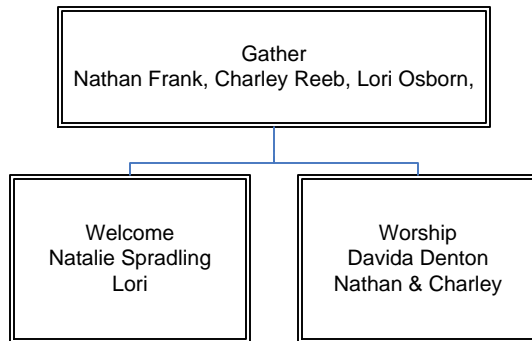 Gather
Nathan Frank, Charley Reeb, Lori Osborn,
Welcome
Natalie Spradling
Lori
Worship
Davida Denton
Nathan & Charley